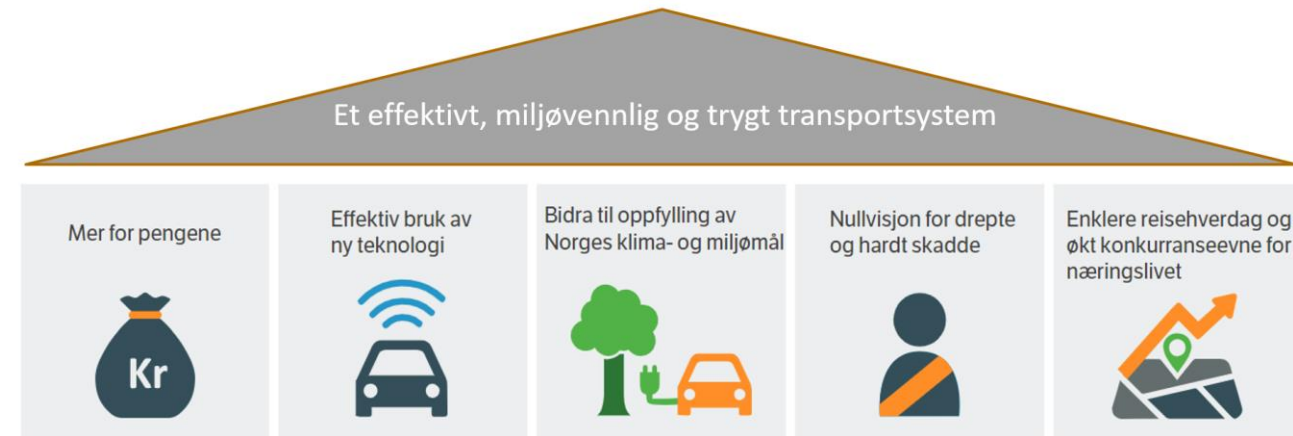 Et effektivt, miljøvennlig og trygt transportsystem
Mer for pengene
Kr
Effektiv bruk av
ny teknologi
Bidra til oppfylling av
Norges klima- og miljømål
Nullvisjon for drepte
og hardt skadde
Enklere reisehverdag og
økt konkurranseevne for
næringslivet